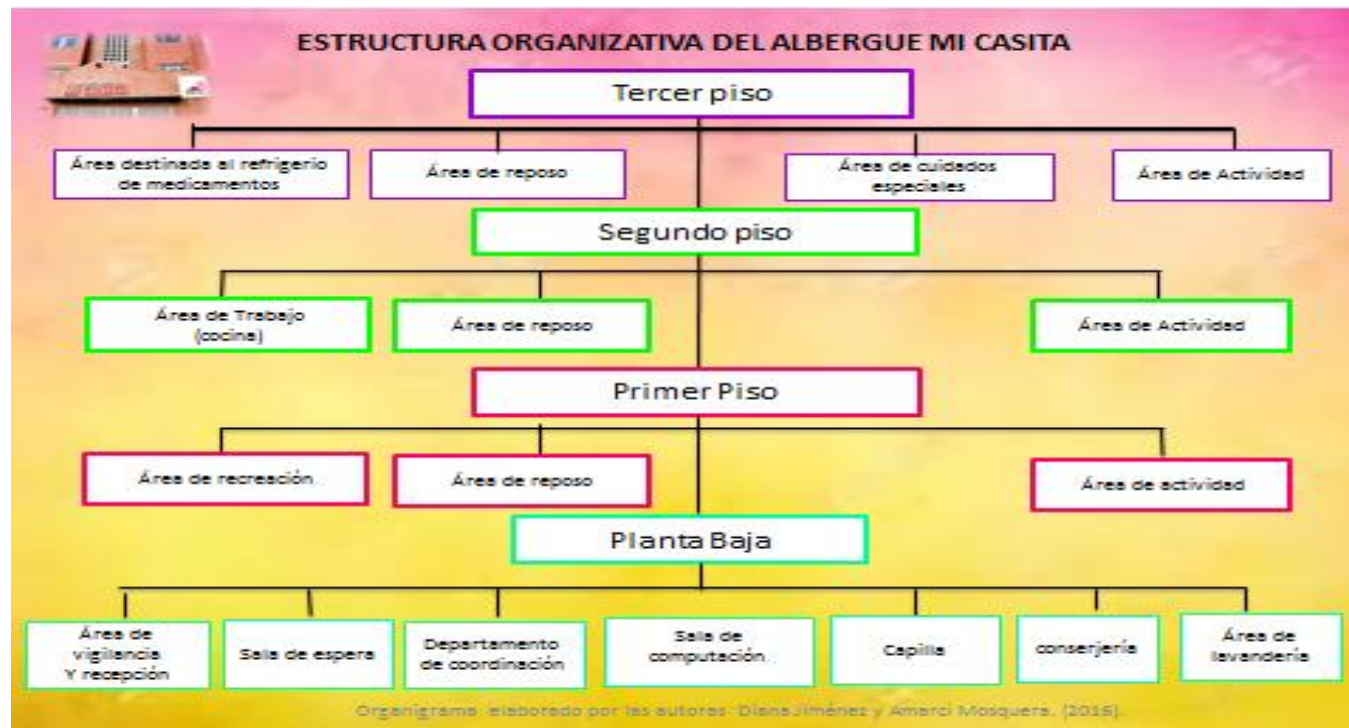 ESTRUCTURA ORGANIZATIVA DEL ALBERGUE MI CASITA
Tercer piso
Área destinada al refrigerio
de medicamentos
Área de reposo
Área de cuidados
especiales
Área de Actividad
Segundo piso
Área de Trabajo
(cocina)
Área de reposo
Área de Actividad
Primer Piso
Área de recreación
Área de reposo
Área de actividad
Planta Baja
Área de
vigilancia
Y recepción
Sala de espera
Departamento
de coordinación
Sala de
computación
Capilla
conserjería
Área de
lavandería
Organigrama elaborado por las autoras Diana Jiménez y Amarci Mosquera. (2016).